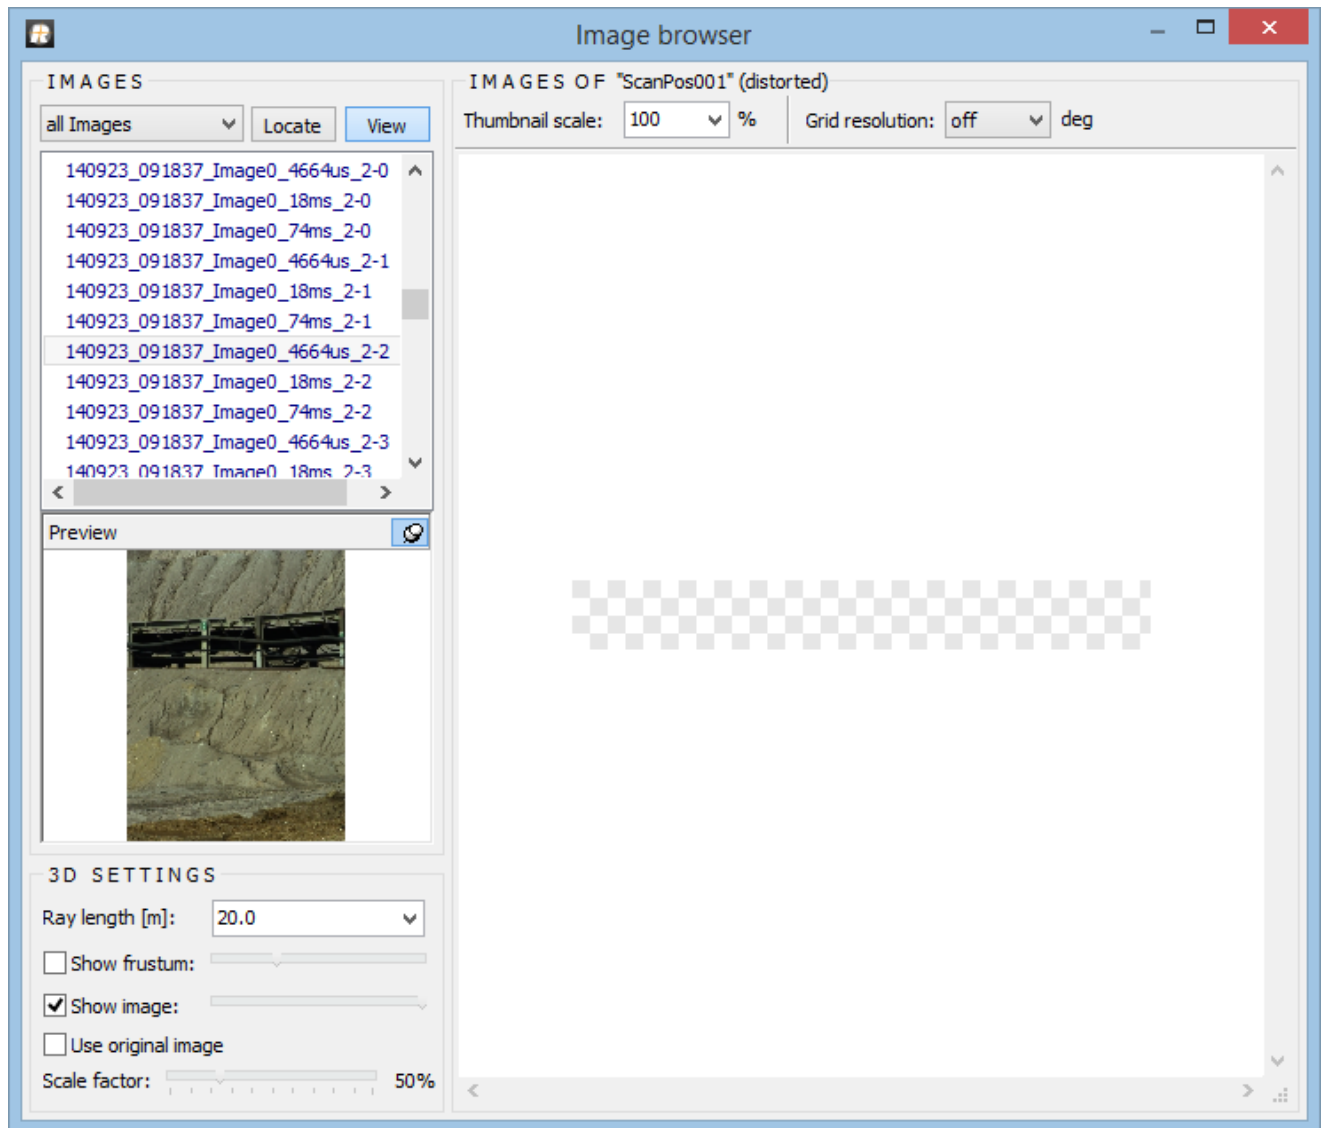 Image browser
IMAGES
all Images
Locate
View
140923_091837_Image0_4664us_2-0
140923_091837_Image0_18ms_2-0
140923_091837_Image0_74ms_2-0
140923_091837_Image0_4664us_2-1
140923_091837_Image0_18ms_2-1
140923_091837_Image0_74ms_2-1
140923_091837_Image0_4664us_2-2
140923_091837_Image0_18ms_2-2
140923_091837_Image0_74ms_2-2
140923_091837_Image0_4664us_2-3
140923_091837_Image0_18ms_2-3
Preview
3D SETTINGS
Ray length [m]: 20.0
Show frustum:
Show image:
Use original image
Scale factor: 50%
IMAGES OF "ScanPos001" (distorted)
Thumbnail scale: 100 % Grid resolution: off deg